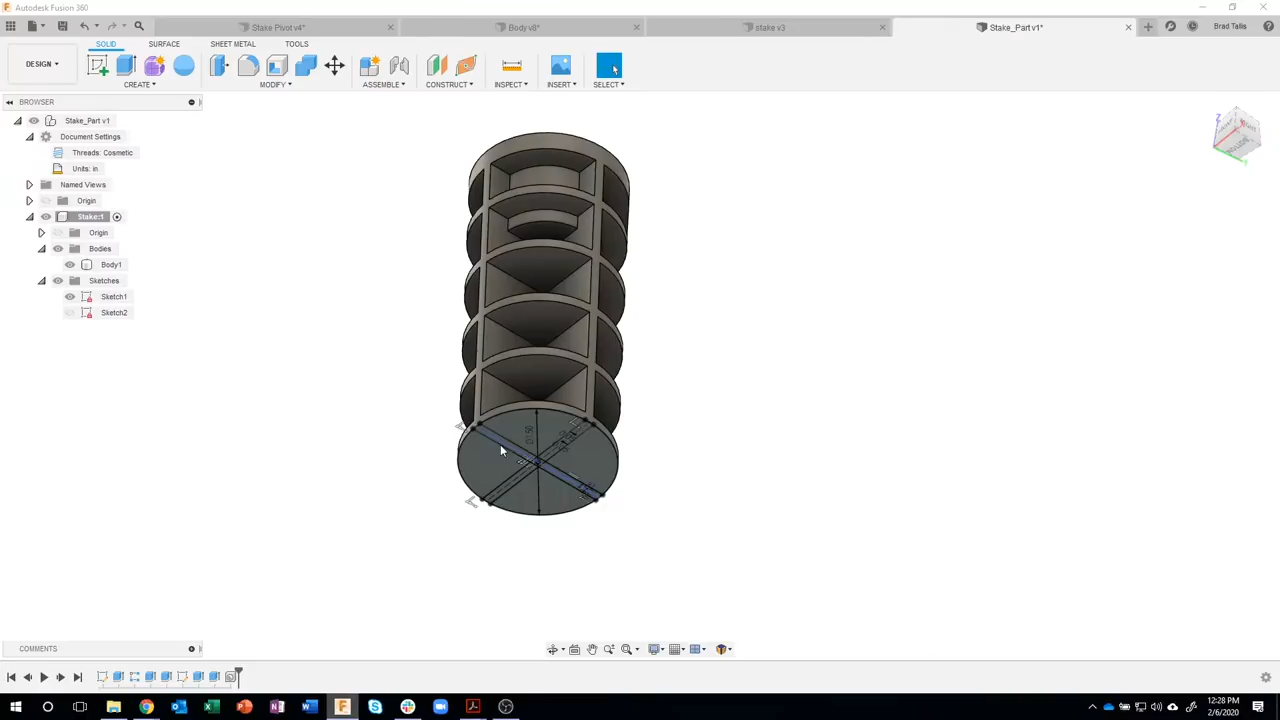 Autodesk Fusion 360
Stake Pivot v4*
Body v8*
stake v3
Stake_Part v1*
Brad Tallis
DESIGN
SOLID
SURFACE
SHEET METAL
TOOLS
CREATE
MODIFY
ASSEMBLE
CONSTRUCT
INSPECT
INSERT
SELECT
BROWSER
Stake_Part v1
Document Settings
Threads: Cosmetic
Units: in
Named Views
Origin
Stake:1
Origin
Bodies
Body1
Sketches
Sketch1
Sketch2
COMMENTS
12:28 PM
2/6/2020